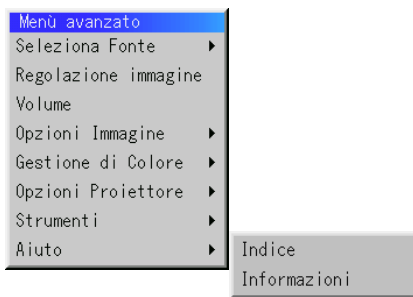 Menù avanzato
Seleziona Fonte
Regolazione immagine
Volume
Opzioni Immagine
Gestione di Colore
Opzioni Proiettore
Strumenti
Aiuto
Indice
Informazioni